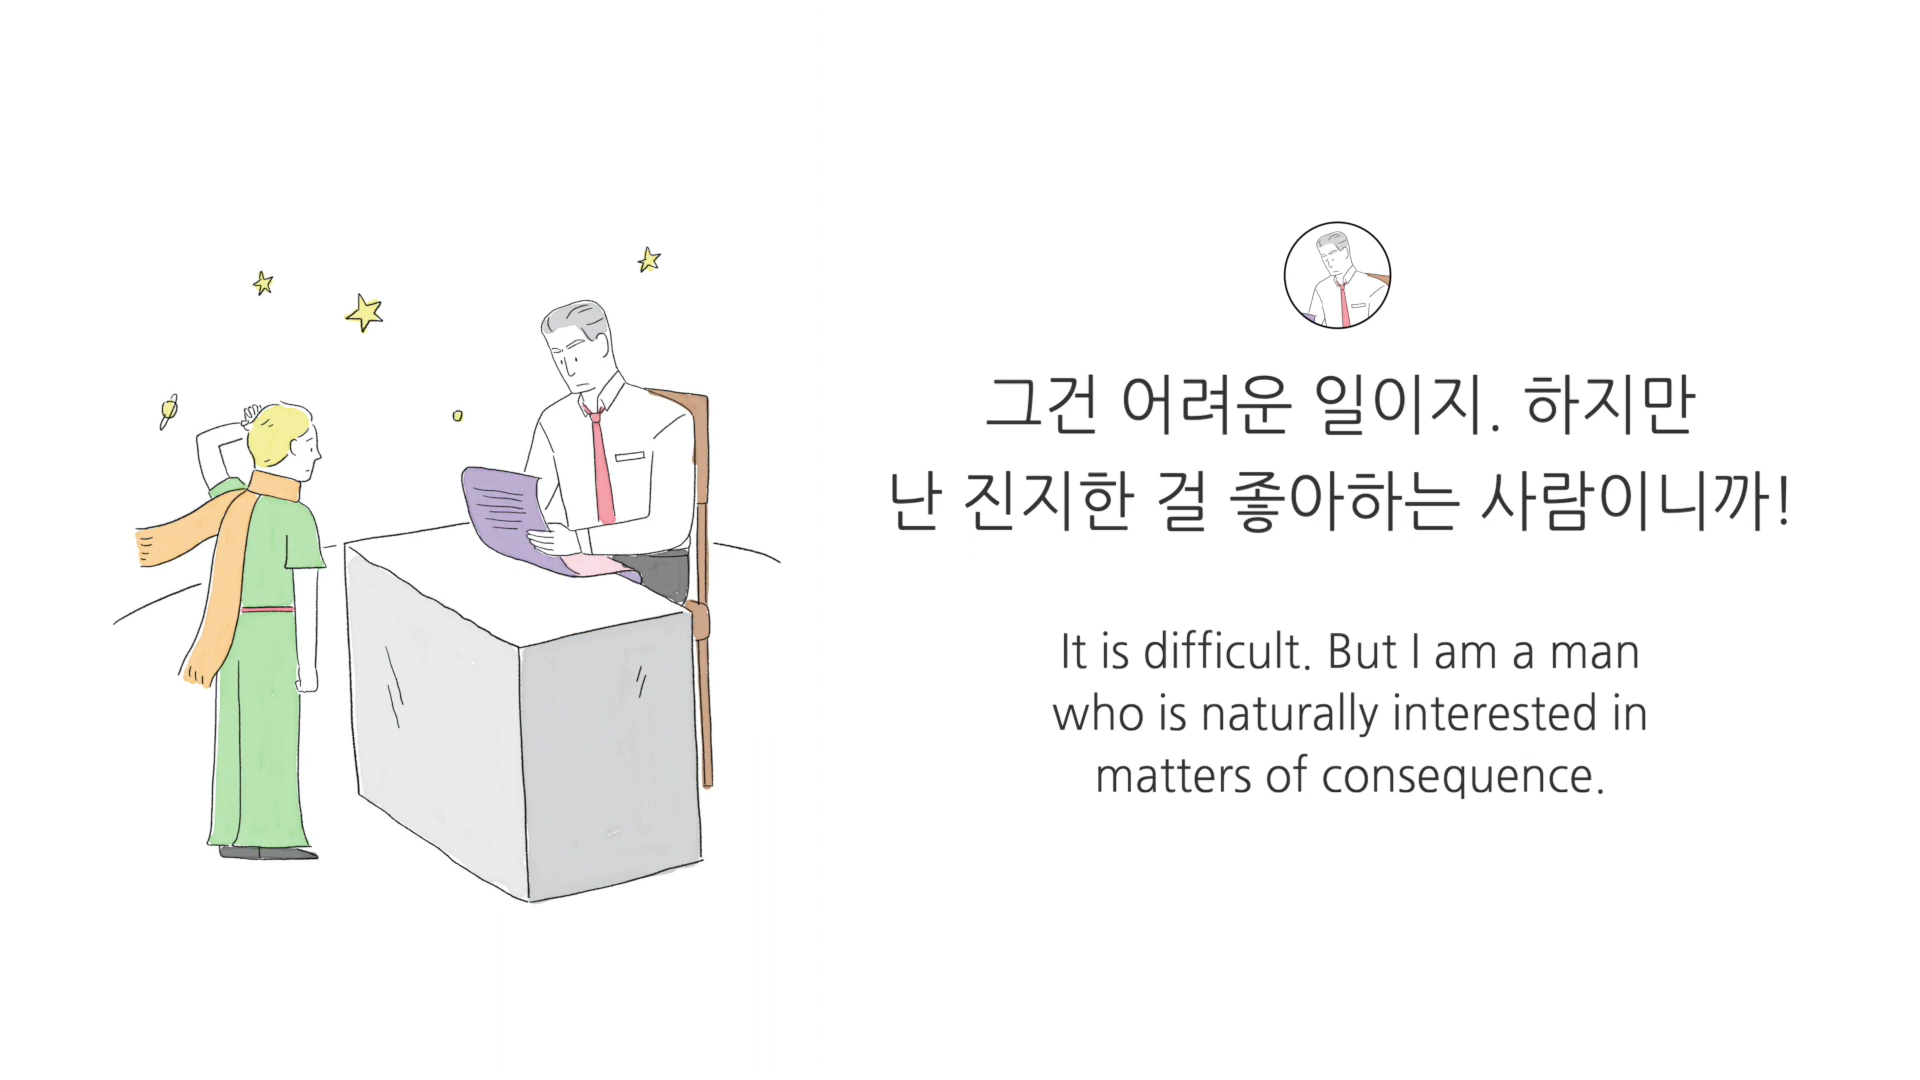 그건 어려운 일이지. 하지만
난 진지한 걸 좋아하는 사람이니까!
It is difficult. But I am a man
who is naturally interested in
matters of consequence.